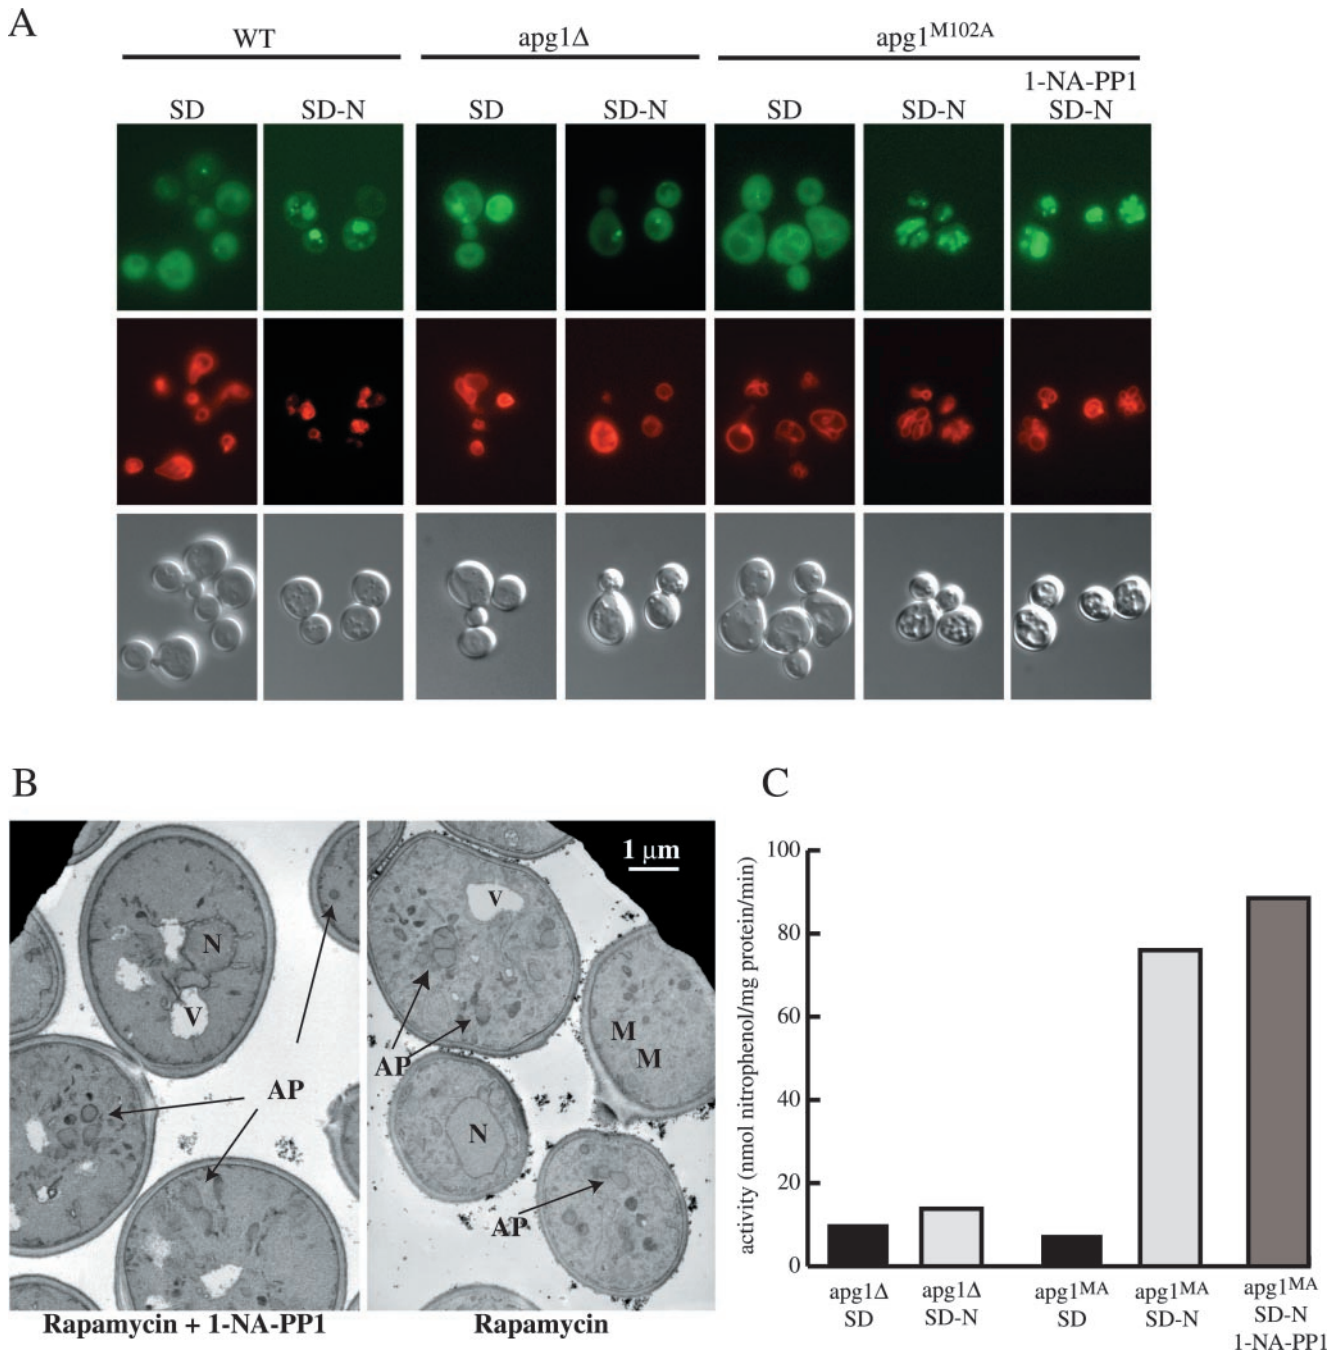 A
WT apg1Δ apg1M102A
1-NA-PP1
SD SD-N SD SD-N SD SD-N SD-N
B
C
1 μm
N
V
AP
V
AP
M
M
N
AP
Rapamycin + 1-NA-PP1 Rapamycin
activity (nmol nitrophenol/mg protein/min)
100
80
60
40
20
0
apg1Δ apg1Δ apg1MA apg1MA apg1MA
SD SD-N SD SD-N SD-N
1-NA-PP1